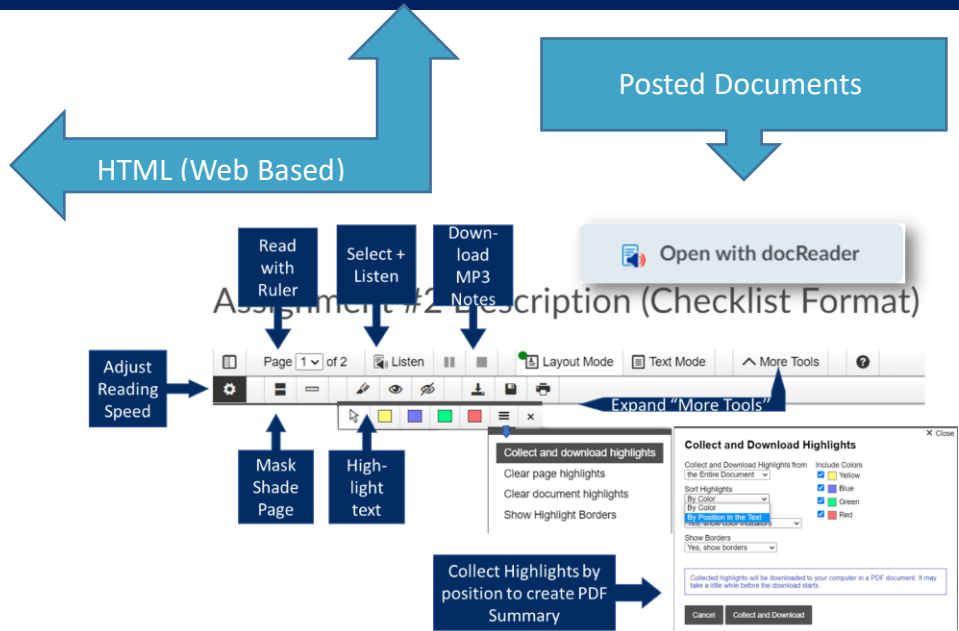 Posted Documents
HTML (Web Based)
Read
with
Ruler
Select +
Listen
Down-
load
MP3
Notes
Open with docReader
Assignment #2 Description (Checklist Format)
Adjust
Reading
Speed
Page 1 of 2 Listen Layout Mode Text Mode More Tools ?
Expand “More Tools”
×
Mask
Shade
Page
High-
light
text
Collect and download highlights
Clear page highlights
Clear document highlights
Show Highlight Borders
× Close
Collect and Download Highlights
Collect and Download Highlights from
the Entire Document
Include Colors
Yellow
Blue
Green
Red
Sort Highlights
By Color
By Color
By Position in the Text
Yes, show color indicators
Show Borders
Yes, show borders
Collected highlights will be downloaded to your computer in a PDF document. It may
take a little while before the download starts.
Cancel Collect and Download
Collect Highlights by
position to create PDF
Summary